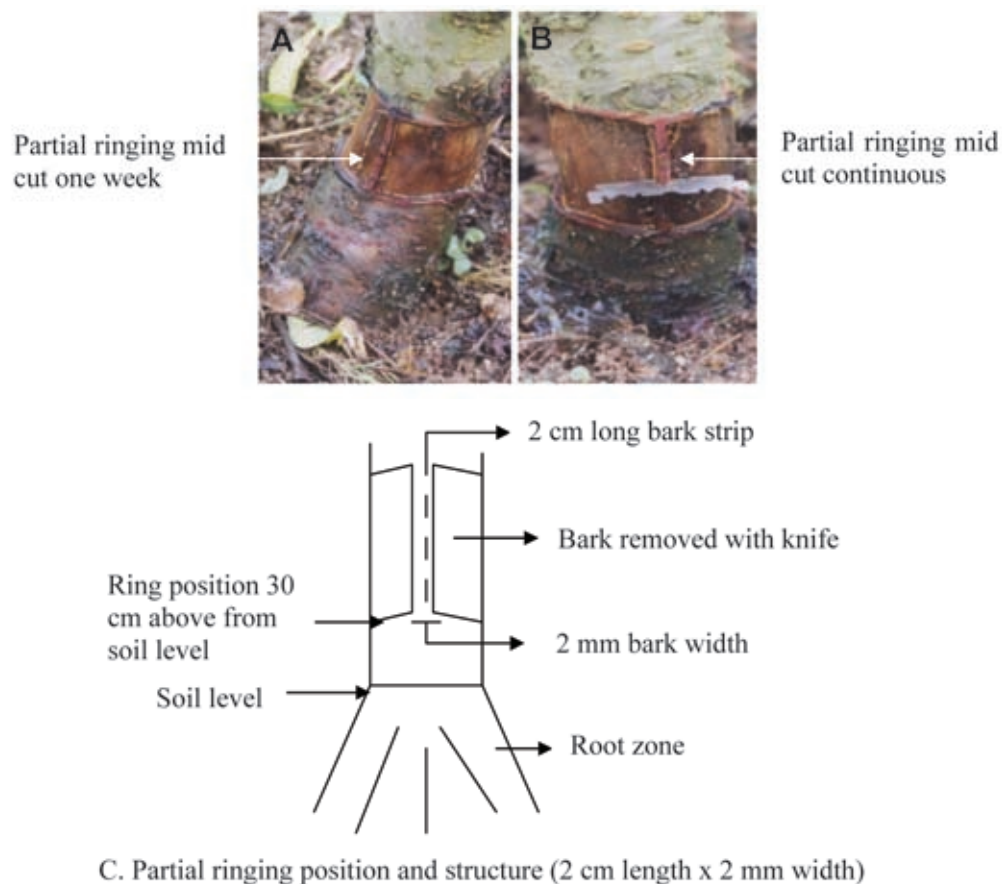 A
B
Partial ringing mid
cut one week
Partial ringing mid
cut continuous
2 cm long bark strip
Bark removed with knife
Ring position 30
cm above from
soil level
2 mm bark width
Soil level
Root zone
C. Partial ringing position and structure (2 cm length x 2 mm width)